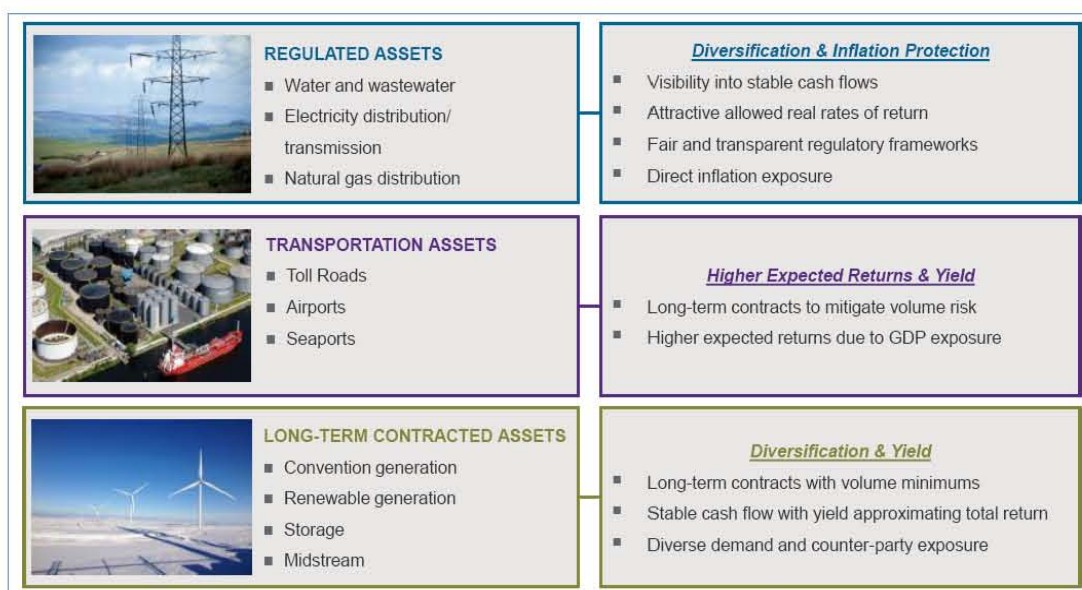 REGULATED ASSETS
■ Water and wastewater
■ Electricity distribution/
transmission
■ Natural gas distribution
Diversification & Inflation Protection
■ Visibility into stable cash flows
■ Attractive allowed real rates of return
■ Fair and transparent regulatory frameworks
■ Direct inflation exposure
TRANSPORTATION ASSETS
■ Toll Roads
■ Airports
■ Seaports
Higher Expected Returns & Yield
■ Long-term contracts to mitigate volume risk
■ Higher expected returns due to GDP exposure
LONG-TERM CONTRACTED ASSETS
■ Convention generation
■ Renewable generation
■ Storage
■ Midstream
Diversification & Yield
■ Long-term contracts with volume minimums
■ Stable cash flow with yield approximating total return
■ Diverse demand and counter-party exposure